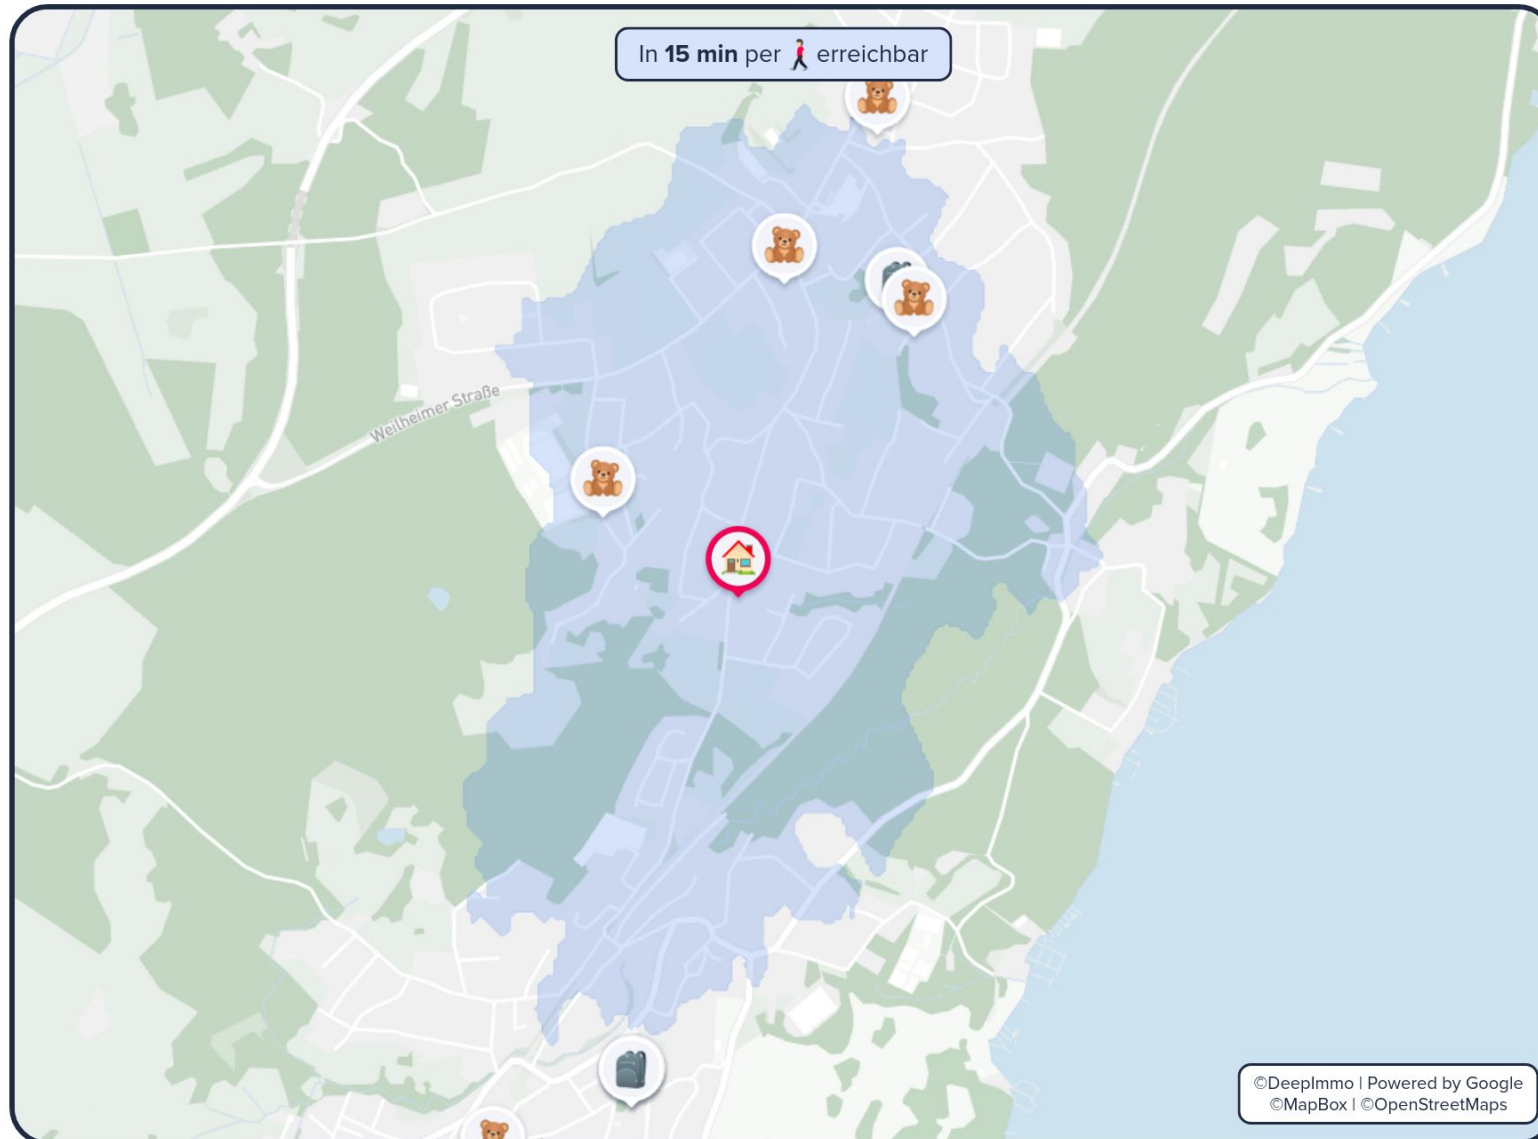 In 15 min per erreichbar
Weilheimer Straße
©DeepImmo | Powered by Google
©MapBox | ©OpenStreetMaps